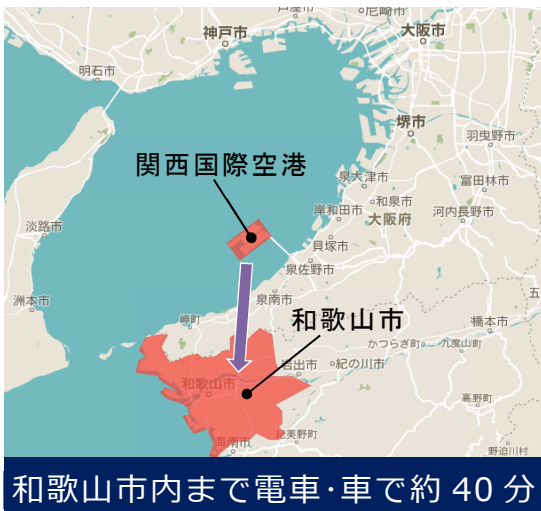 芦屋市
尼崎市
神戸市
大阪市
明石市
堺市
羽曳野市
関西国際空港
泉大津市
富田林市
和泉市
岸和田市
大阪府
河内長野市
淡路市
貝塚市
泉佐野市
洲本市
泉南市
五
岬町
和歌山市
橋本市
かつらぎ町
九度山町
岩出市
紀の川市
和歌山市
高野町
紀美野町
海南市
野迫川村
和歌山市内まで電車･車で約 40 分